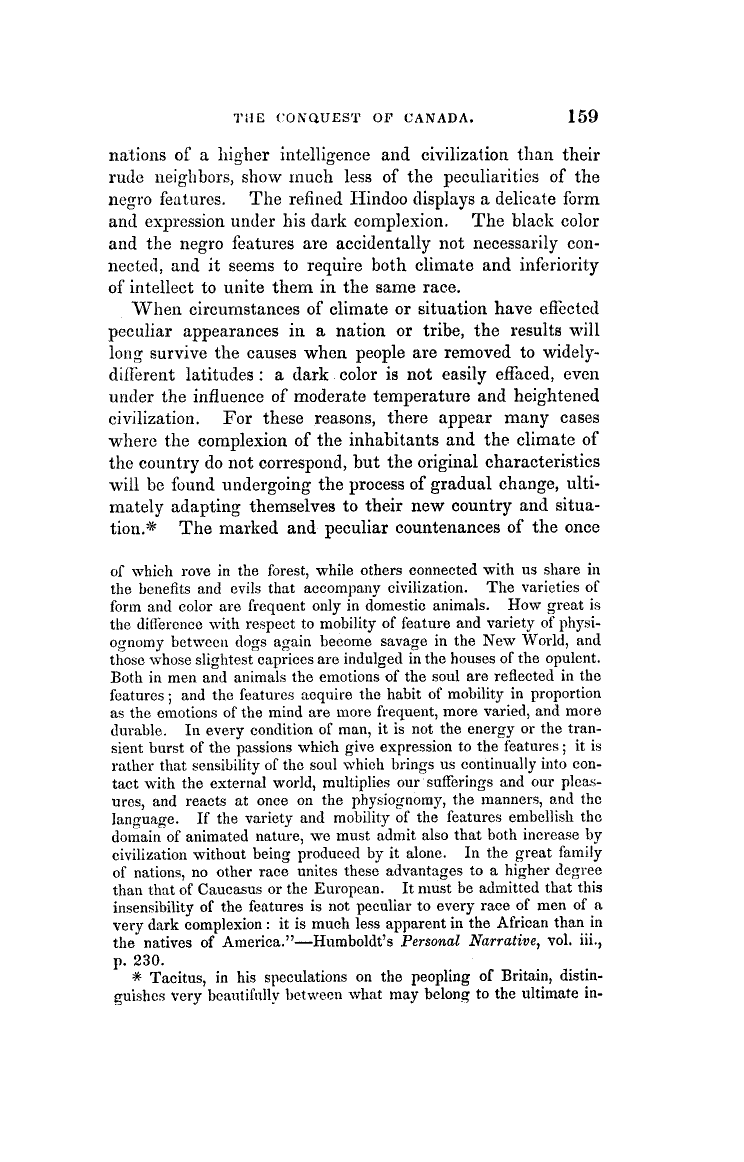 THE CONQUEST OF CANADA. 159
nations of a higher intelligence and civilization than their
rude neighbors, show much less of the peculiarities of the
negro features. The refined Hindoo displays a delicate form
and expression under his dark complexion. The black color
and the negro features are accidentally not necessarily con-
nected, and it seems to require both climate and inferiority
of intellect to unite them in the same race.
When circumstances of climate or situation have effected
peculiar appearances in a nation or tribe, the results will
long survive the causes when people are removed to widely-
different latitudes: a dark color is not easily effaced, even
under the influence of moderate temperature and heightened
civilization. For these reasons, there appear many cases
where the complexion of the inhabitants and the climate of
the country do not correspond, but the original characteristics
will be found undergoing the process of gradual change, ulti-
mately adapting themselves to their new country and situa-
tion.* The marked and peculiar countenances of the once
of which rove in the forest, while others connected with us share in
the benefits and evils that accompany civilization. The varieties of
form and color are frequent only in domestic animals. How great is
the difference with respect to mobility of feature and variety of physi-
ognomy between dogs again become savage in the New World, and
those whose slightest caprices are indulged in the houses of the opulent.
Both in men and animals the emotions of the soul are reflected in the
features; and the features acquire the habit of mobility in proportion
as the emotions of the mind are more frequent, more varied, and more
durable. In every condition of man, it is not the energy or the tran-
sient burst of the passions which give expression to the features; it is
rather that sensibility of the soul which brings us continually into con-
tact with the external world, multiplies our sufferings and our pleas-
ures, and reacts at once on the physiognomy, the manners, and the
language. If the variety and mobility of the features embellish the
domain of animated nature, we must admit also that both increase by
civilization without being produced by it alone. In the great family
of nations, no other race unites these advantages to a higher degree
than that of Caucasus or the European. It must be admitted that this
insensibility of the features is not peculiar to every race of men of a
very dark complexion: it is much less apparent in the African than in
the natives of America."—Humboldt's Personal Narrative, vol. iii.,
p. 230.
* Tacitus, in his speculations on the peopling of Britain, distin-
guishes very beautifully between what may belong to the ultimate in-